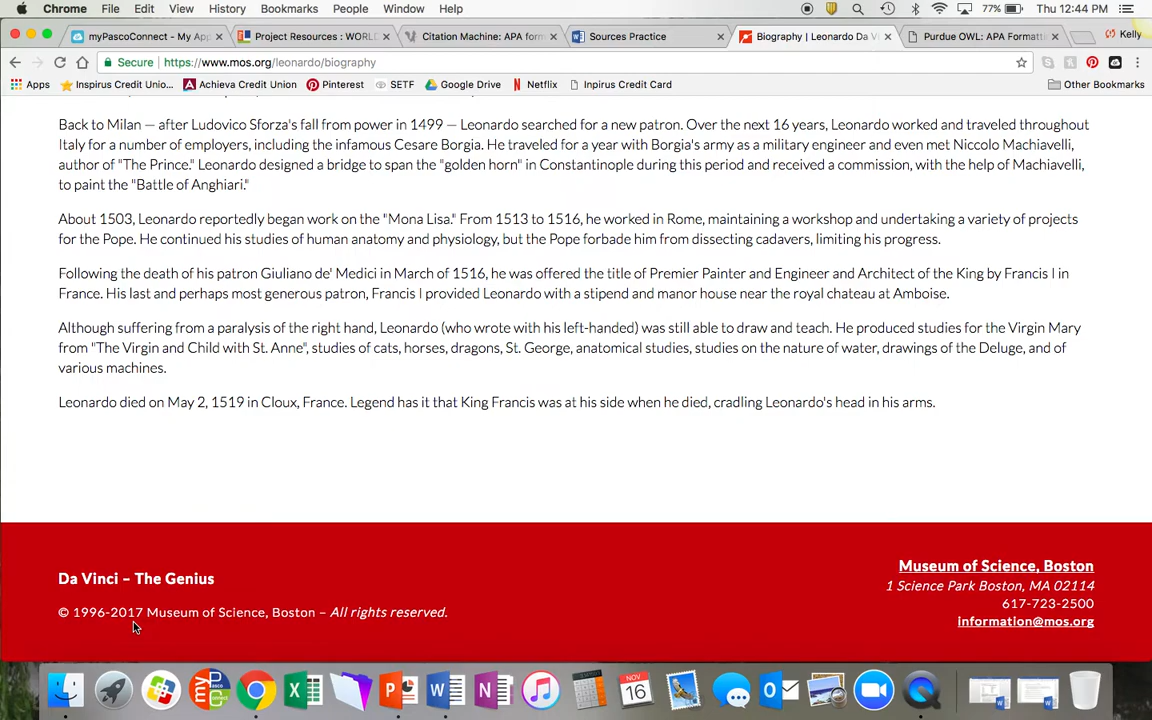 Chrome File Edit View History Bookmarks People Window Help 77% Thu 12:44 PM
myPascoConnect - My App
Project Resources : WORLD
Citation Machine: APA form
Sources Practice
Biography | Leonardo Da Vi
Purdue OWL: APA Formatti
Kelly
Secure https://www.mos.org/leonardo/biography
Apps Inspirus Credit Unio... Achieva Credit Union Pinterest SETF Google Drive Netflix Inpirus Credit Card Other Bookmarks
Back to Milan — after Ludovico Sforza's fall from power in 1499 — Leonardo searched for a new patron. Over the next 16 years, Leonardo worked and traveled throughout
Italy for a number of employers, including the infamous Cesare Borgia. He traveled for a year with Borgia's army as a military engineer and even met Niccolo Machiavelli,
author of "The Prince." Leonardo designed a bridge to span the "golden horn" in Constantinople during this period and received a commission, with the help of Machiavelli,
to paint the "Battle of Anghiari."
About 1503, Leonardo reportedly began work on the "Mona Lisa." From 1513 to 1516, he worked in Rome, maintaining a workshop and undertaking a variety of projects
for the Pope. He continued his studies of human anatomy and physiology, but the Pope forbade him from dissecting cadavers, limiting his progress.
Following the death of his patron Giuliano de' Medici in March of 1516, he was offered the title of Premier Painter and Engineer and Architect of the King by Francis I in
France. His last and perhaps most generous patron, Francis I provided Leonardo with a stipend and manor house near the royal chateau at Amboise.
Although suffering from a paralysis of the right hand, Leonardo (who wrote with his left-handed) was still able to draw and teach. He produced studies for the Virgin Mary
from "The Virgin and Child with St. Anne", studies of cats, horses, dragons, St. George, anatomical studies, studies on the nature of water, drawings of the Deluge, and of
various machines.
Leonardo died on May 2, 1519 in Cloux, France. Legend has it that King Francis was at his side when he died, cradling Leonardo's head in his arms.
Da Vinci – The Genius
© 1996-2017 Museum of Science, Boston – All rights reserved.
Museum of Science, Boston
1 Science Park Boston, MA 02114
617-723-2500
information@mos.org
NOV
16